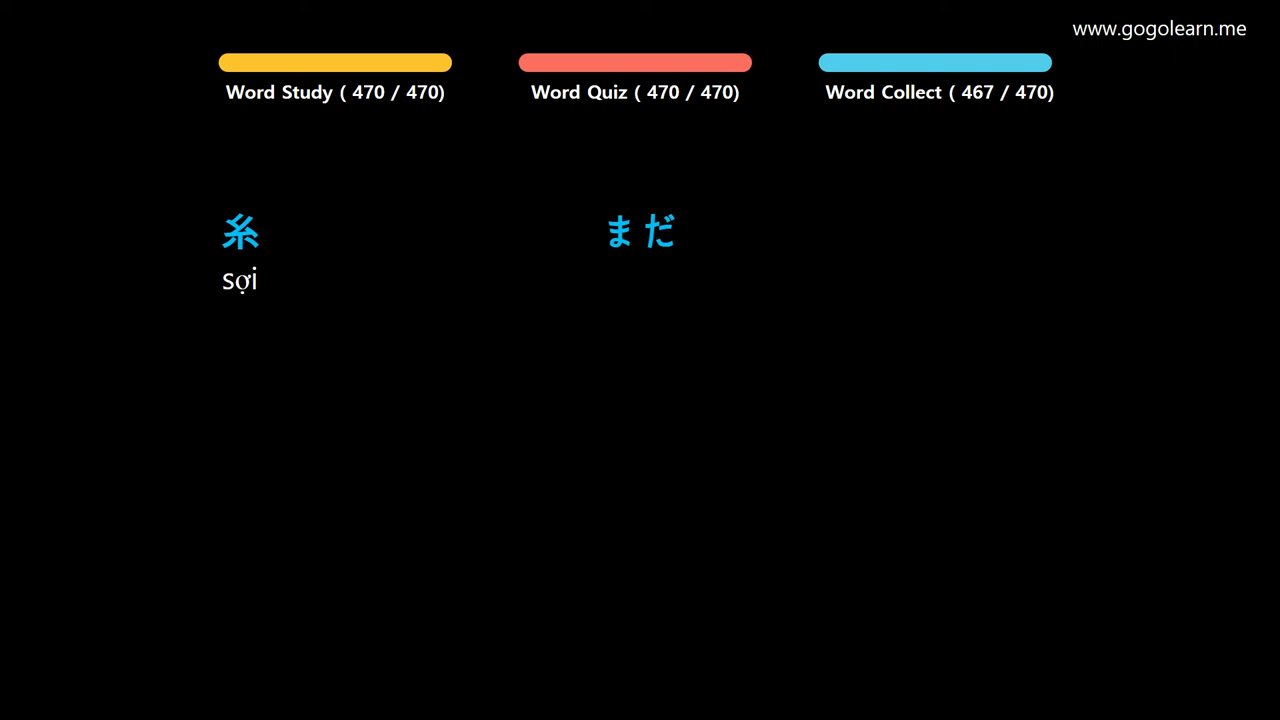 www.gogolearn.me
Word Study ( 470 / 470)
Word Quiz ( 470 / 470)
Word Collect ( 467 / 470)
糸
sợi
まだ